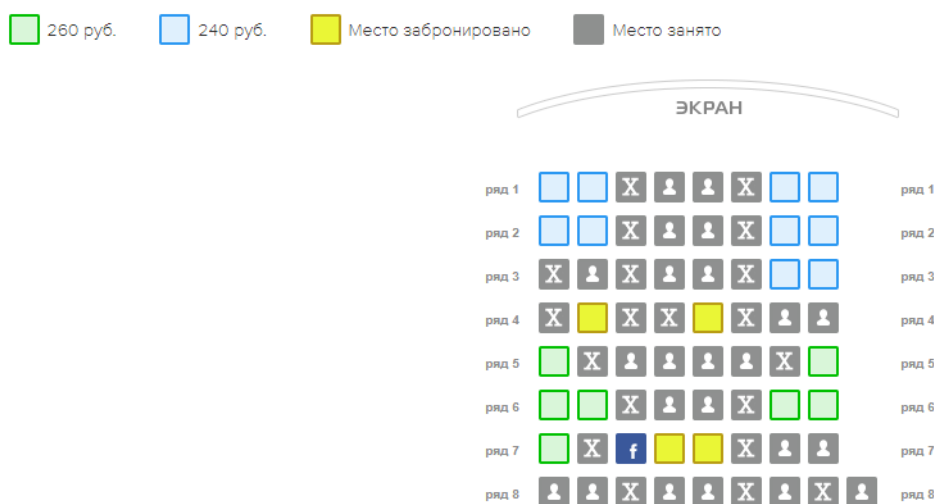 260 руб. 240 руб. Место забронировано Место занято
ЭКРАН
ряд 1 X X ряд 1
ряд 2 X X ряд 2
ряд 3 X X X ряд 3
ряд 4 X X X X ряд 4
ряд 5 X X ряд 5
ряд 6 X X ряд 6
ряд 7 X f X ряд 7
ряд 8 X X X ряд 8